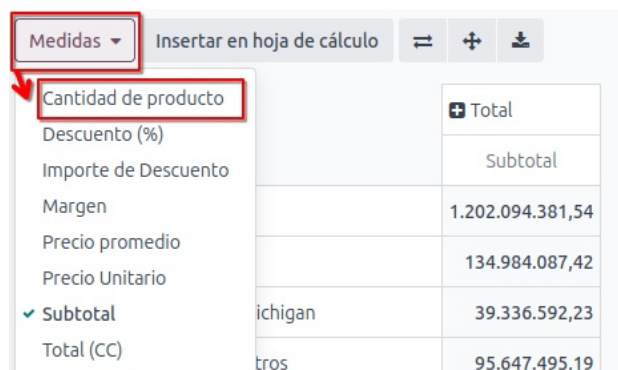 Medidas Insertar en hoja de cálculo
Cantidad de producto
Descuento (%)
Importe de Descuento
Margen
Precio promedio
Precio Unitario
Subtotal
Total (CC)
Total
Subtotal
1.202.094.381,54
134.984.087,42
ichigan 39.336.592,23
tros 95.647.495,19